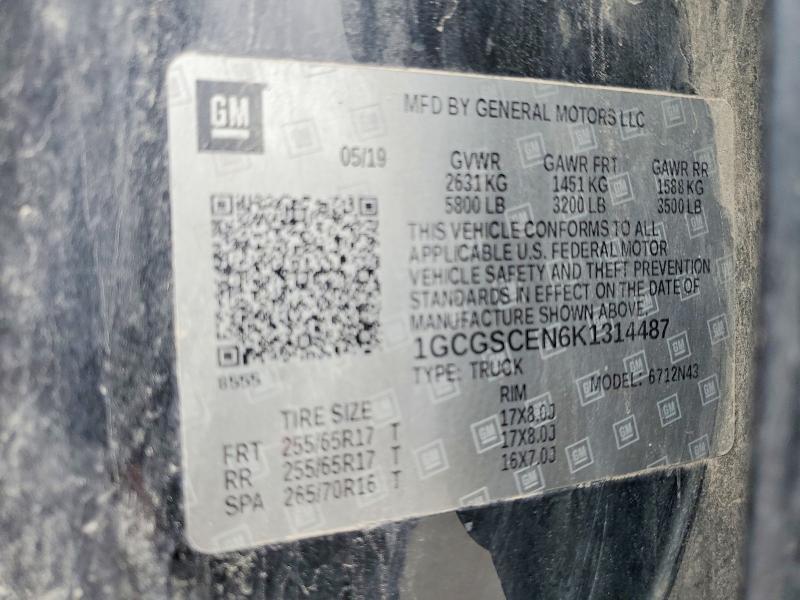 GM
MFD BY GENERAL MOTORS LLC
05/19
GVWR GAWR FRT GAWR RR
2631 KG 1451 KG 1588 KG
5800 LB 3200 LB 3500 LB
THIS VEHICLE CONFORMS TO ALL
APPLICABLE U.S. FEDERAL MOTOR
VEHICLE SAFETY AND THEFT PREVENTION
STANDARDS IN EFFECT ON THE DATE OF
MANUFACTURE SHOWN ABOVE.
1GCGSCEN6K1314487
TYPE: TRUCK MODEL: 6712N43
8555
TIRE SIZE RIM
FRT 255/65R17 T 17X8.0J
RR 255/65R17 T 17X8.0J
SPA 265/70R16 T 16X7.0J